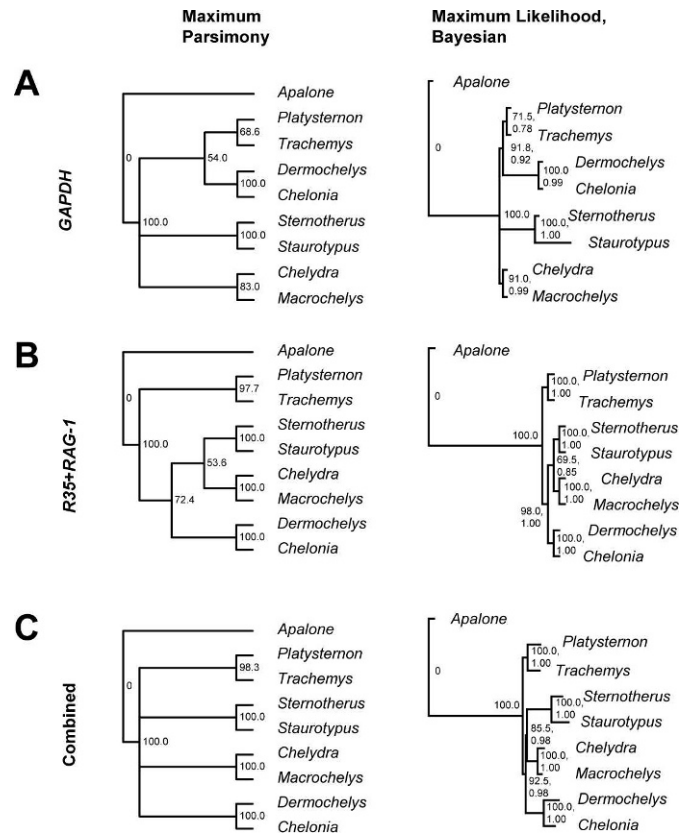 Maximum
Parsimony
Maximum Likelihood,
Bayesian
A
GAPDH
Apalone
Platysternon
68.6
Trachemys
54.0
Dermochelys
100.0
Chelonia
0
100.0
Sternotherus
100.0
Staurotypus
Chelydra
83.0
Macrochelys
Apalone
Platysternon
71.5,
0.78
Trachemys
91.8,
0.92
Dermochelys
100.0
0.99
Chelonia
0
100.0
Sternotherus
100.0,
1.00
Staurotypus
Chelydra
91.0,
0.99
Macrochelys
B
R35+RAG-1
Apalone
Platysternon
97.7
Trachemys
0
100.0
Sternotherus
100.0
Staurotypus
53.6
Chelydra
100.0
Macrochelys
72.4
Dermochelys
100.0
Chelonia
Apalone
Platysternon
100.0,
1.00
Trachemys
0
100.0
Sternotherus
100.0,
1.00
Staurotypus
69.5,
0.85
Chelydra
100.0,
1.00
Macrochelys
98.0,
1.00
Dermochelys
100.0,
1.00
Chelonia
C
Combined
Apalone
Platysternon
98.3
Trachemys
0
Sternotherus
100.0
Staurotypus
100.0
Chelydra
100.0
Macrochelys
Dermochelys
100.0
Chelonia
Apalone
Platysternon
100.0,
1.00
Trachemys
0
100.0
Sternotherus
100.0,
1.00
Staurotypus
85.5,
0.98
Chelydra
100.0,
1.00
Macrochelys
92.5,
0.98
Dermochelys
100.0,
1.00
Chelonia